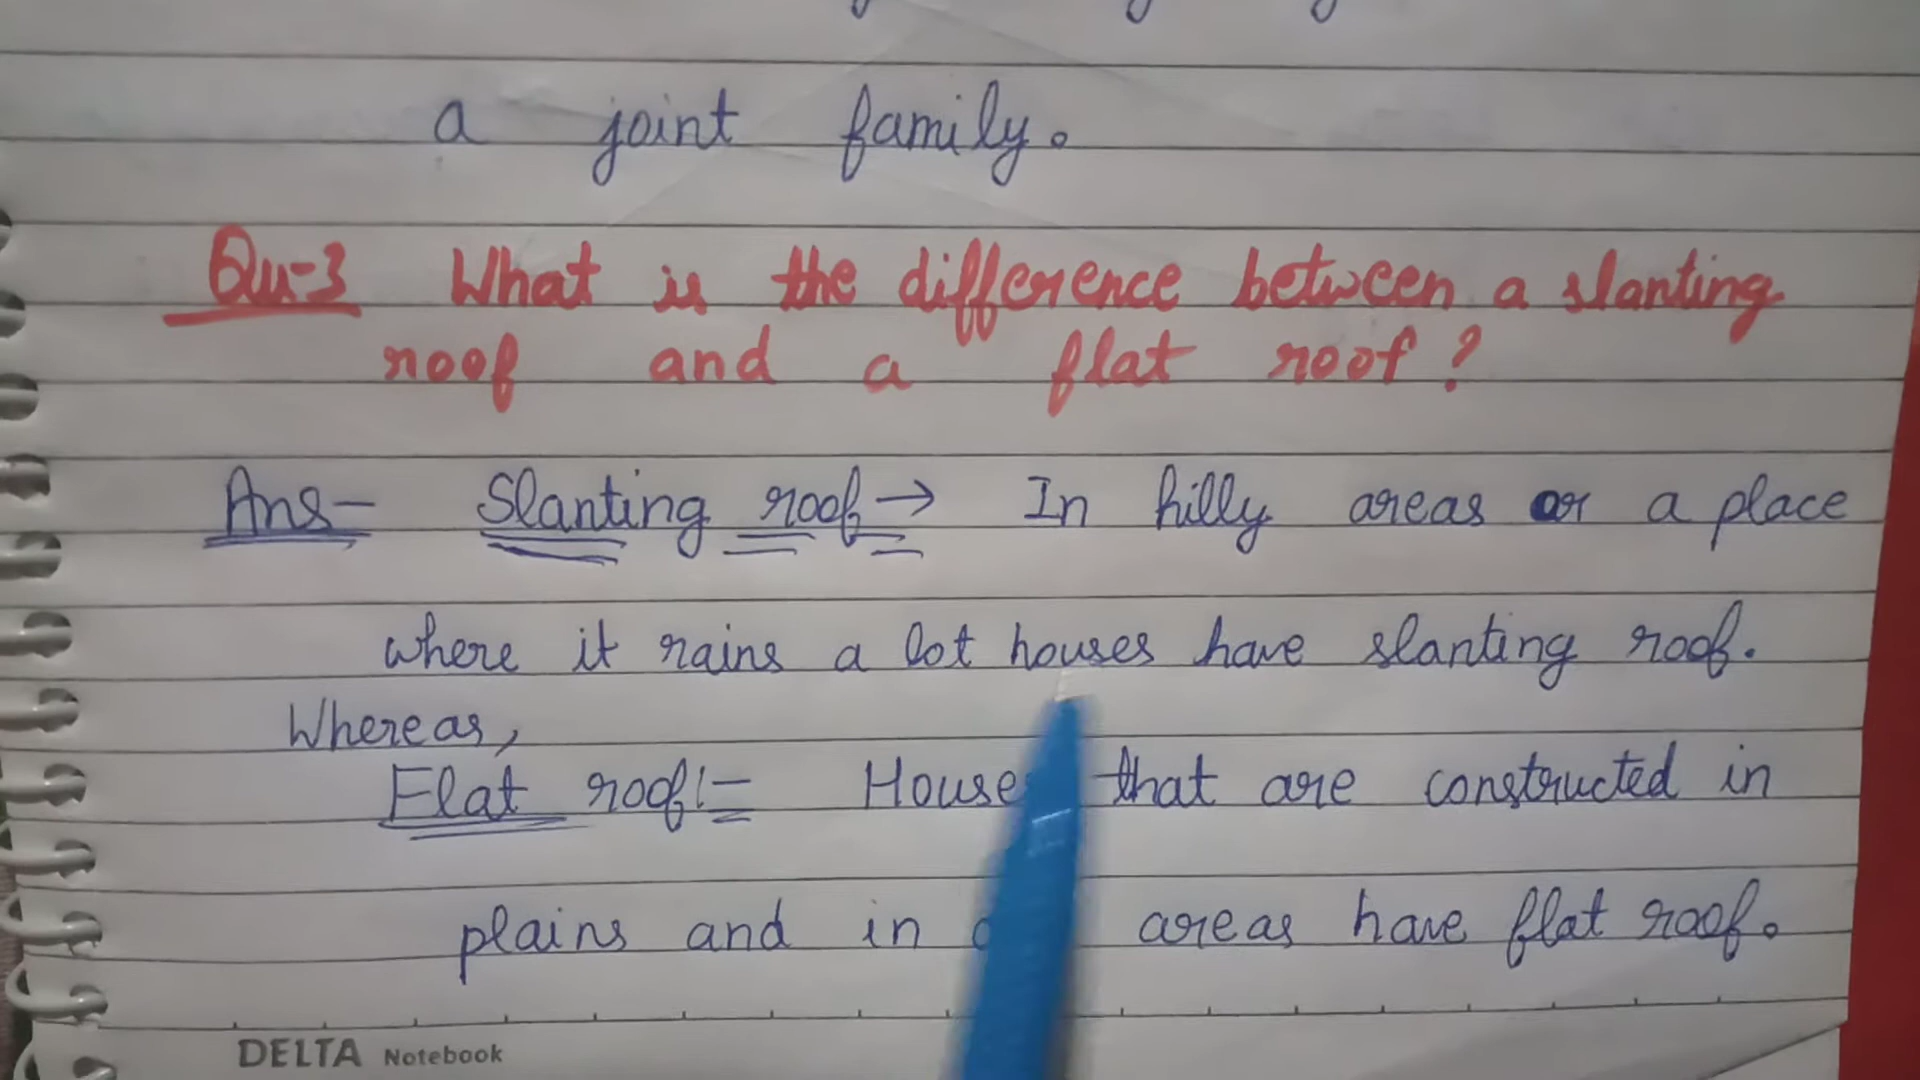 a joint family.
Qu-3 What is the difference between a slanting
roof and a flat roof?
Ans- Slanting roof → In hilly areas or a place
where it rains a lot houses have slanting roof.
Whereas,
Flat roof:- House that are constructed in
plains and in areas have flat roof.
DELTA Notebook